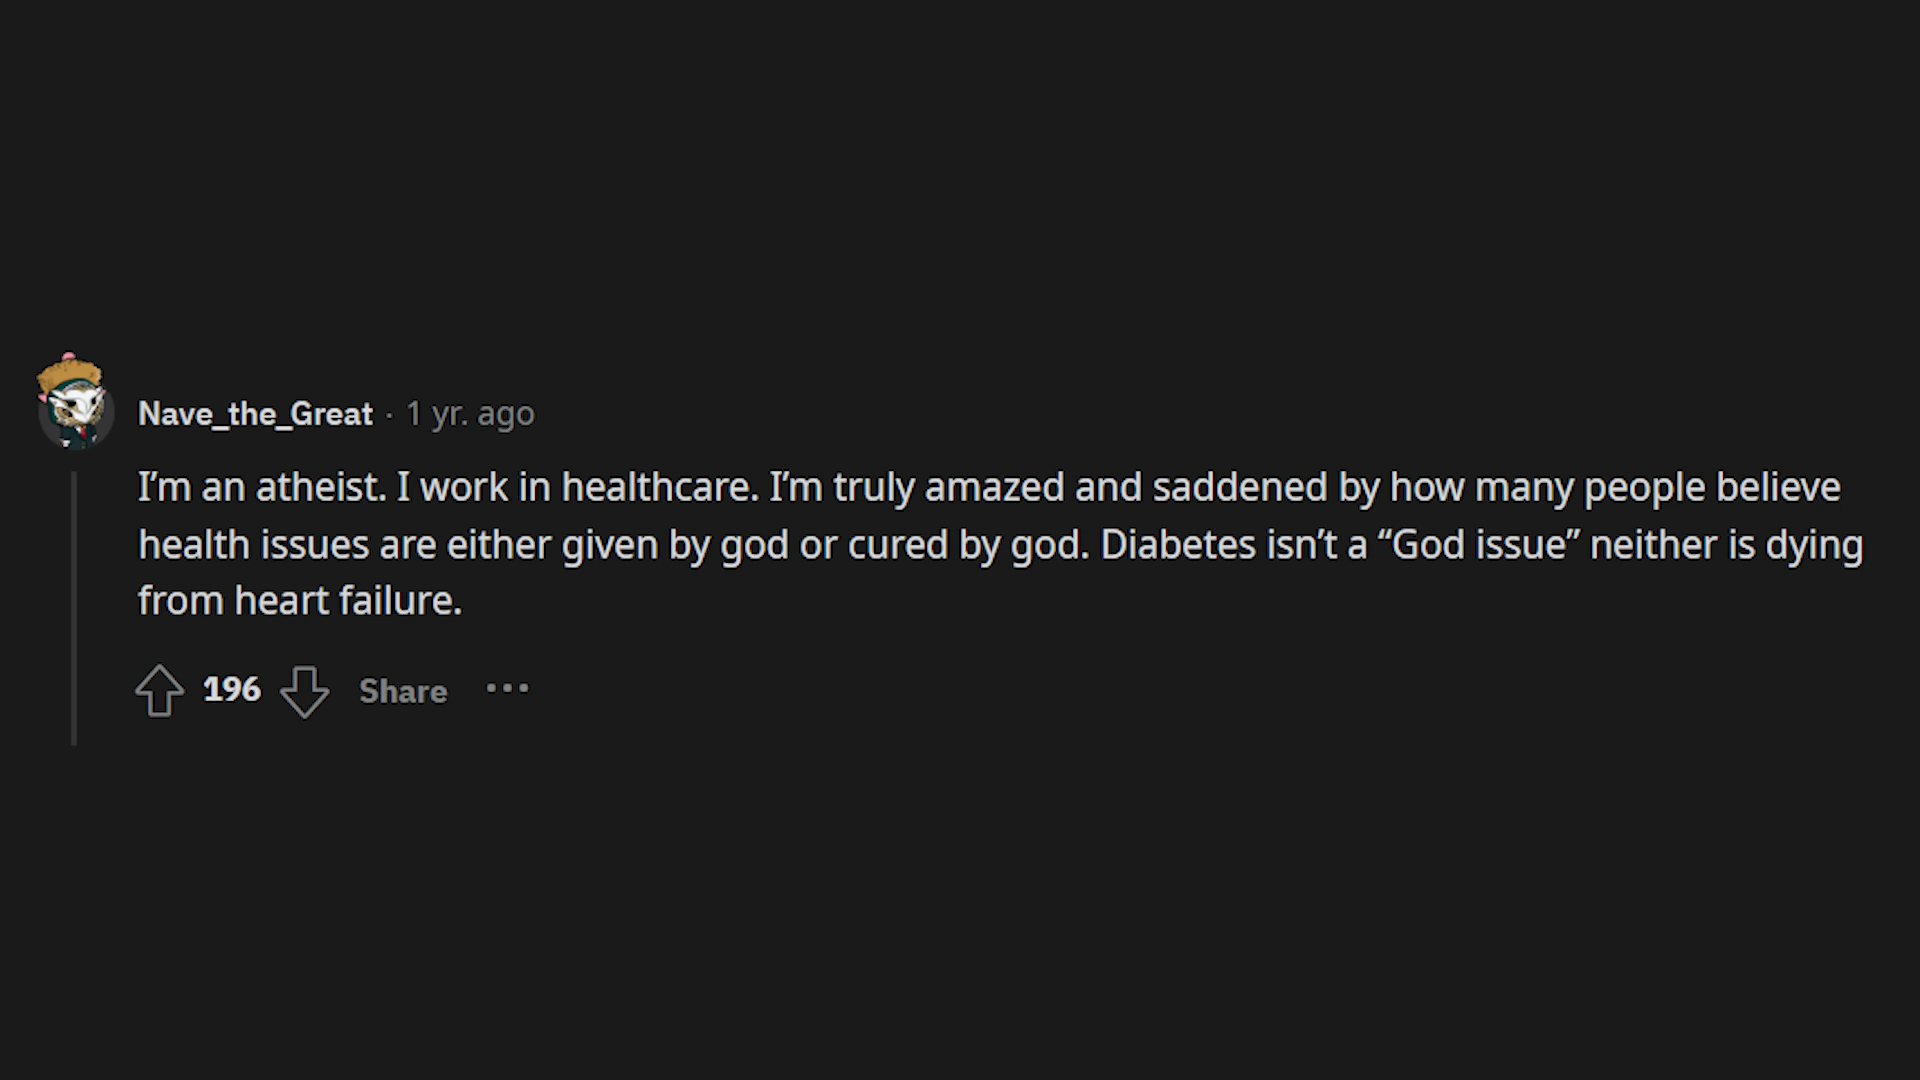 Nave_the_Great · 1 yr. ago
I’m an atheist. I work in healthcare. I’m truly amazed and saddened by how many people believe
health issues are either given by god or cured by god. Diabetes isn’t a “God issue” neither is dying
from heart failure.
196 Share ···